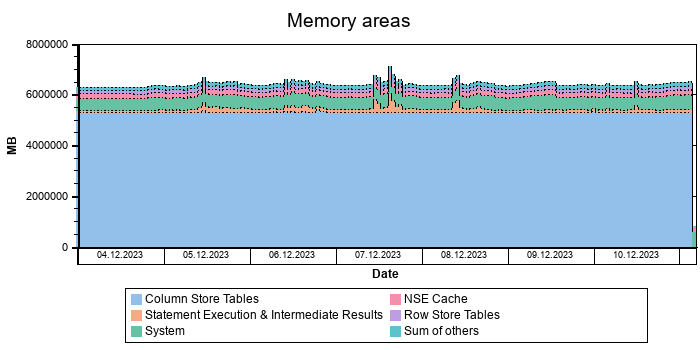 Memory areas
8000000
6000000
4000000
2000000
0
MB
04.12.2023 05.12.2023 06.12.2023 07.12.2023 08.12.2023 09.12.2023 10.12.2023
Date
Column Store Tables NSE Cache
Statement Execution & Intermediate Results Row Store Tables
System Sum of others